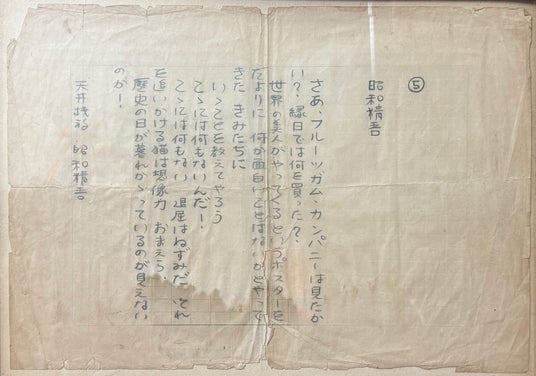 ⑤
昭和精吾
さあ、フルーツガム・カンパニーは見たか
い?、縁日では何を買った?、
世界の美人がやってくるというポスターを
たよりに 何か面白いことはないかとやって
きた きみたちに
いゝことを教えてやろう
こゝには何もないんだー!
こゝには何もない 退屈はねずみだ それ
を追いかける猫は想像力 おまえら、
歴史の日が暮れかゝっているのが見えない
のか!
天井桟敷 昭和精吾